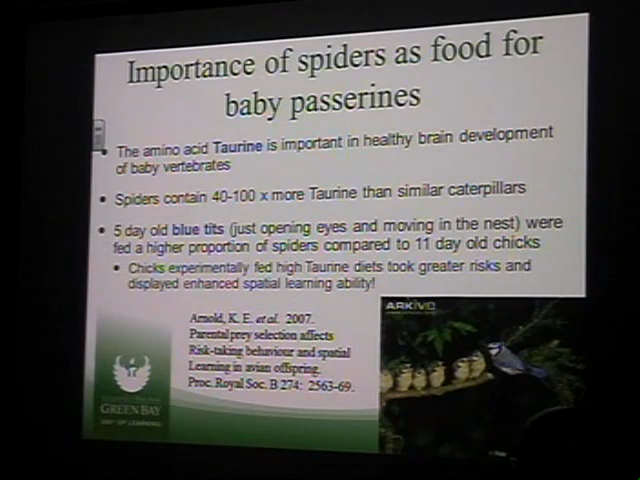 Importance of spiders as food for
baby passerines
• The amino acid Taurine is important in healthy brain development
of baby vertebrates
• Spiders contain 40-100 x more Taurine than similar caterpillars
• 5 day old blue tits (just opening eyes and moving in the nest) were
fed a higher proportion of spiders compared to 11 day old chicks
• Chicks experimentally fed high Taurine diets took greater risks and
displayed enhanced spatial learning ability!
Arnold, K. E. et al. 2007.
Parental prey selection affects
Risk-taking behaviour and spatial
Learning in avian offspring.
Proc. Royal Soc. B 274: 2563-69.
ARKIVE
GREEN BAY
OF LEARNING